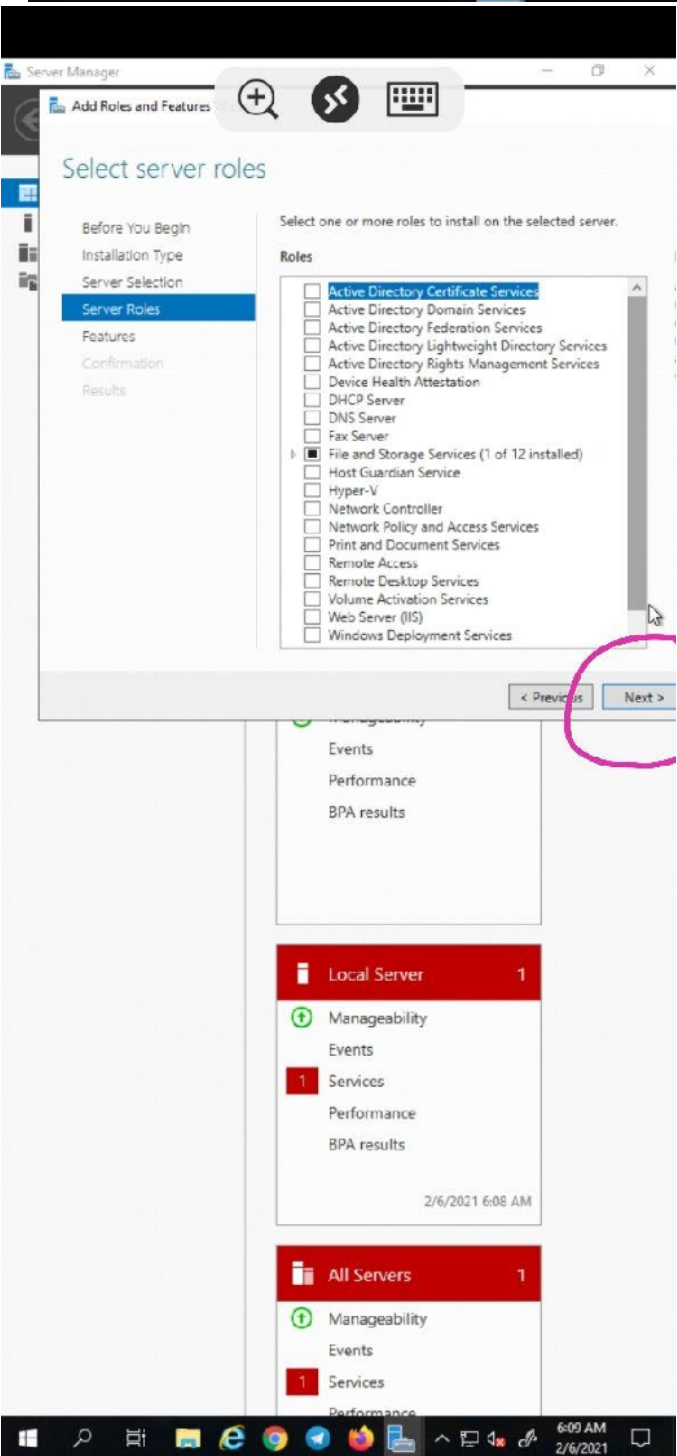 Server Manager
Add Roles and Features
Select server roles
Before You Begin
Installation Type
Server Selection
Server Roles
Features
Confirmation
Results
Select one or more roles to install on the selected server.
Roles
Active Directory Certificate Services
Active Directory Domain Services
Active Directory Federation Services
Active Directory Lightweight Directory Services
Active Directory Rights Management Services
Device Health Attestation
DHCP Server
DNS Server
Fax Server
File and Storage Services (1 of 12 installed)
Host Guardian Service
Hyper-V
Network Controller
Network Policy and Access Services
Print and Document Services
Remote Access
Remote Desktop Services
Volume Activation Services
Web Server (IIS)
Windows Deployment Services
< Previous
Next >
Manageability
Events
Performance
BPA results
Local Server 1
Manageability
Events
1 Services
Performance
BPA results
2/6/2021 6:08 AM
All Servers 1
Manageability
Events
1 Services
Performance
6:09 AM
2/6/2021